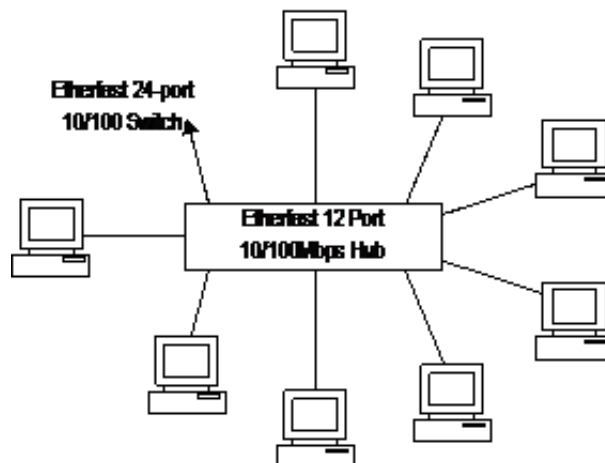 Etherfast 24-port
10/100 Switch
Etherfast 12 Port
10/100Mbps Hub